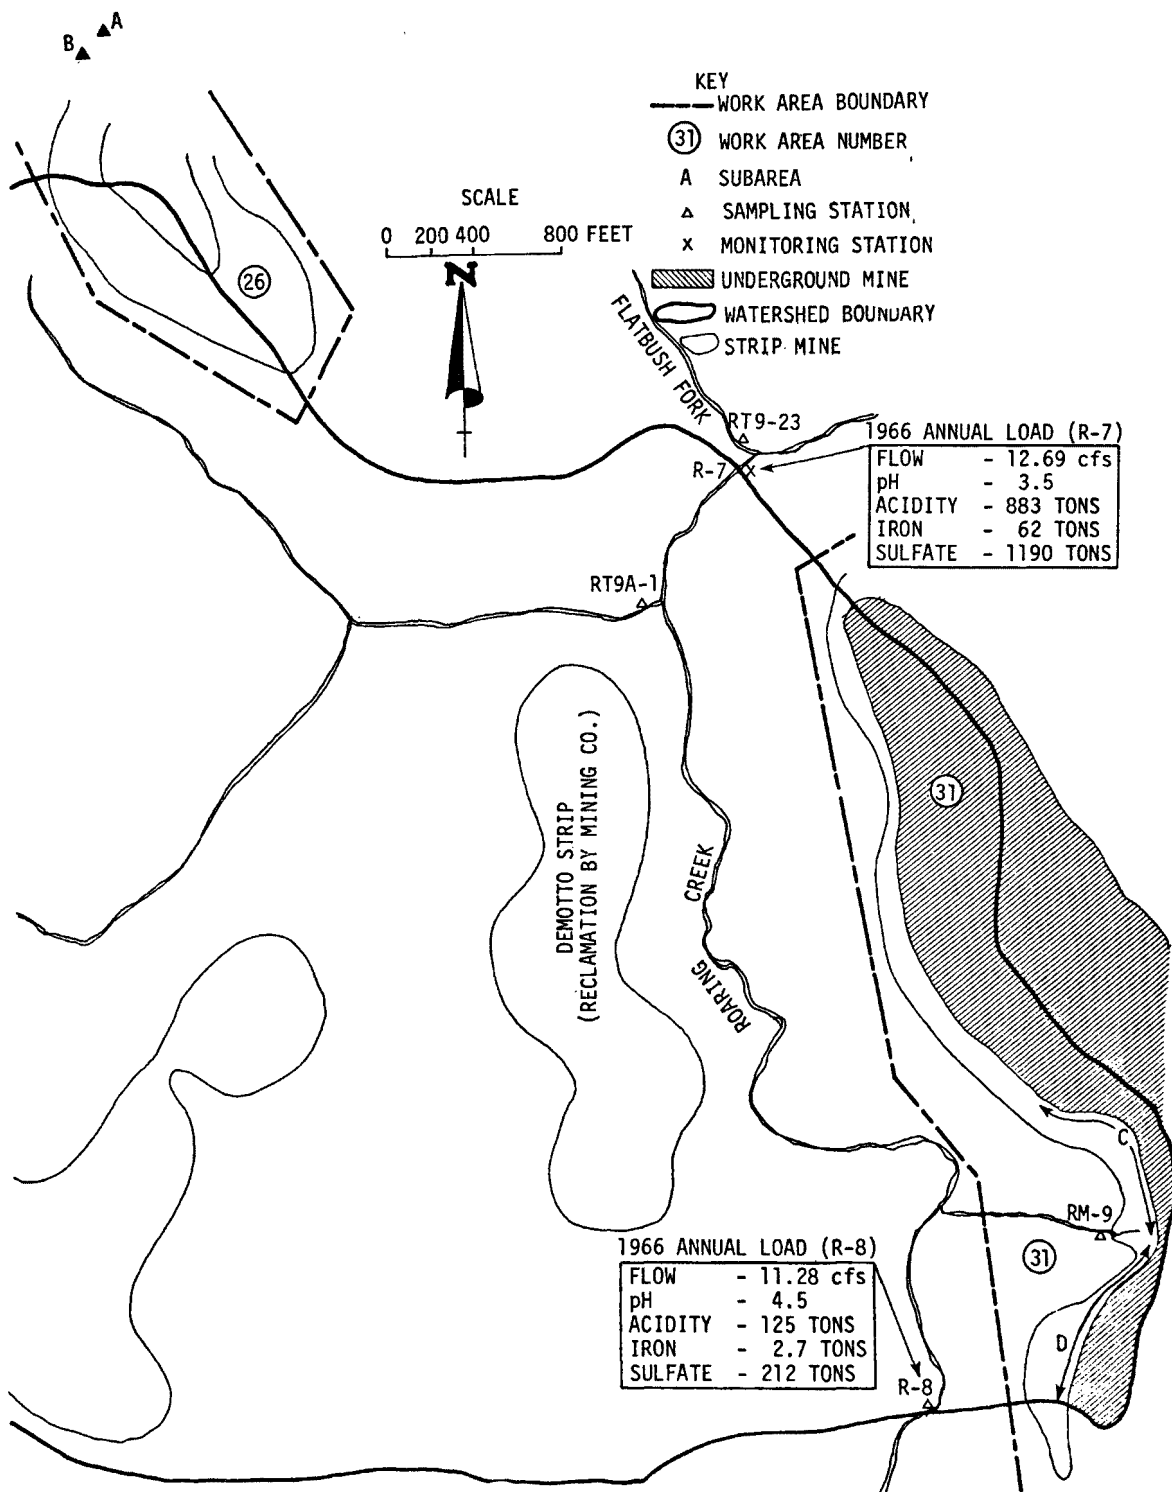 A
B
KEY
WORK AREA BOUNDARY
31 WORK AREA NUMBER
A SUBAREA
SAMPLING STATION
X MONITORING STATION
UNDERGROUND MINE
WATERSHED BOUNDARY
STRIP MINE
SCALE
0 200 400 800 FEET
N
26
FLATBUSH FORK
RT9-23
R-7
X
1966 ANNUAL LOAD (R-7)
FLOW - 12.69 cfs
pH - 3.5
ACIDITY - 883 TONS
IRON - 62 TONS
SULFATE - 1190 TONS
RT9A-1
31
DEMOTTO STRIP
(RECLAMATION BY MINING CO.)
ROARING CREEK
C
RM-9
31
1966 ANNUAL LOAD (R-8)
FLOW - 11.28 cfs
pH - 4.5
ACIDITY - 125 TONS
IRON - 2.7 TONS
SULFATE - 212 TONS
D
R-8